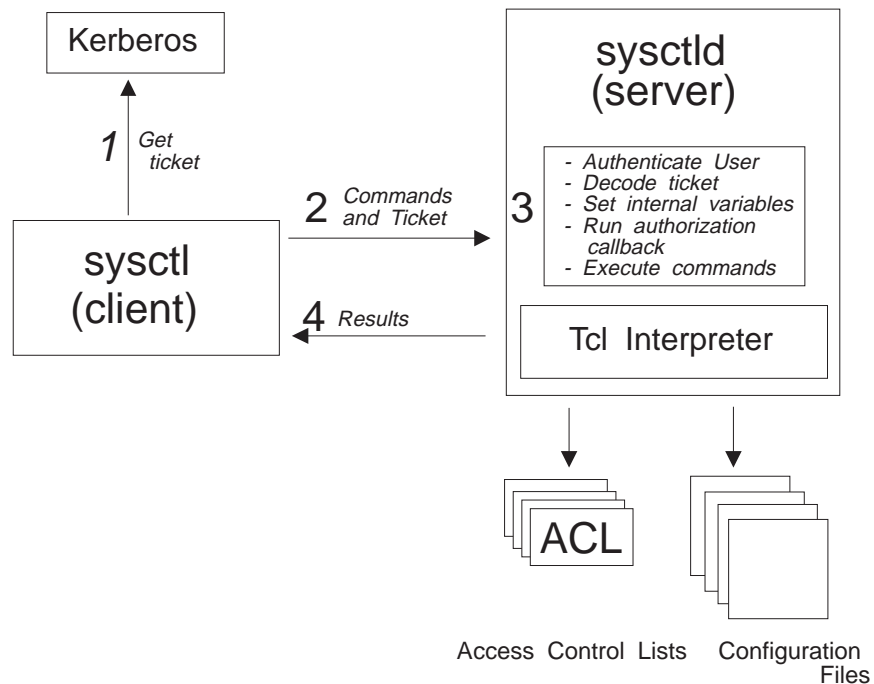 Kerberos
1 Get
ticket
sysctl
(client)
2 Commands
and Ticket
4 Results
sysctld
(server)
3
- Authenticate User
- Decode ticket
- Set internal variables
- Run authorization
callback
- Execute commands
Tcl Interpreter
ACL
Access Control Lists
Configuration
Files